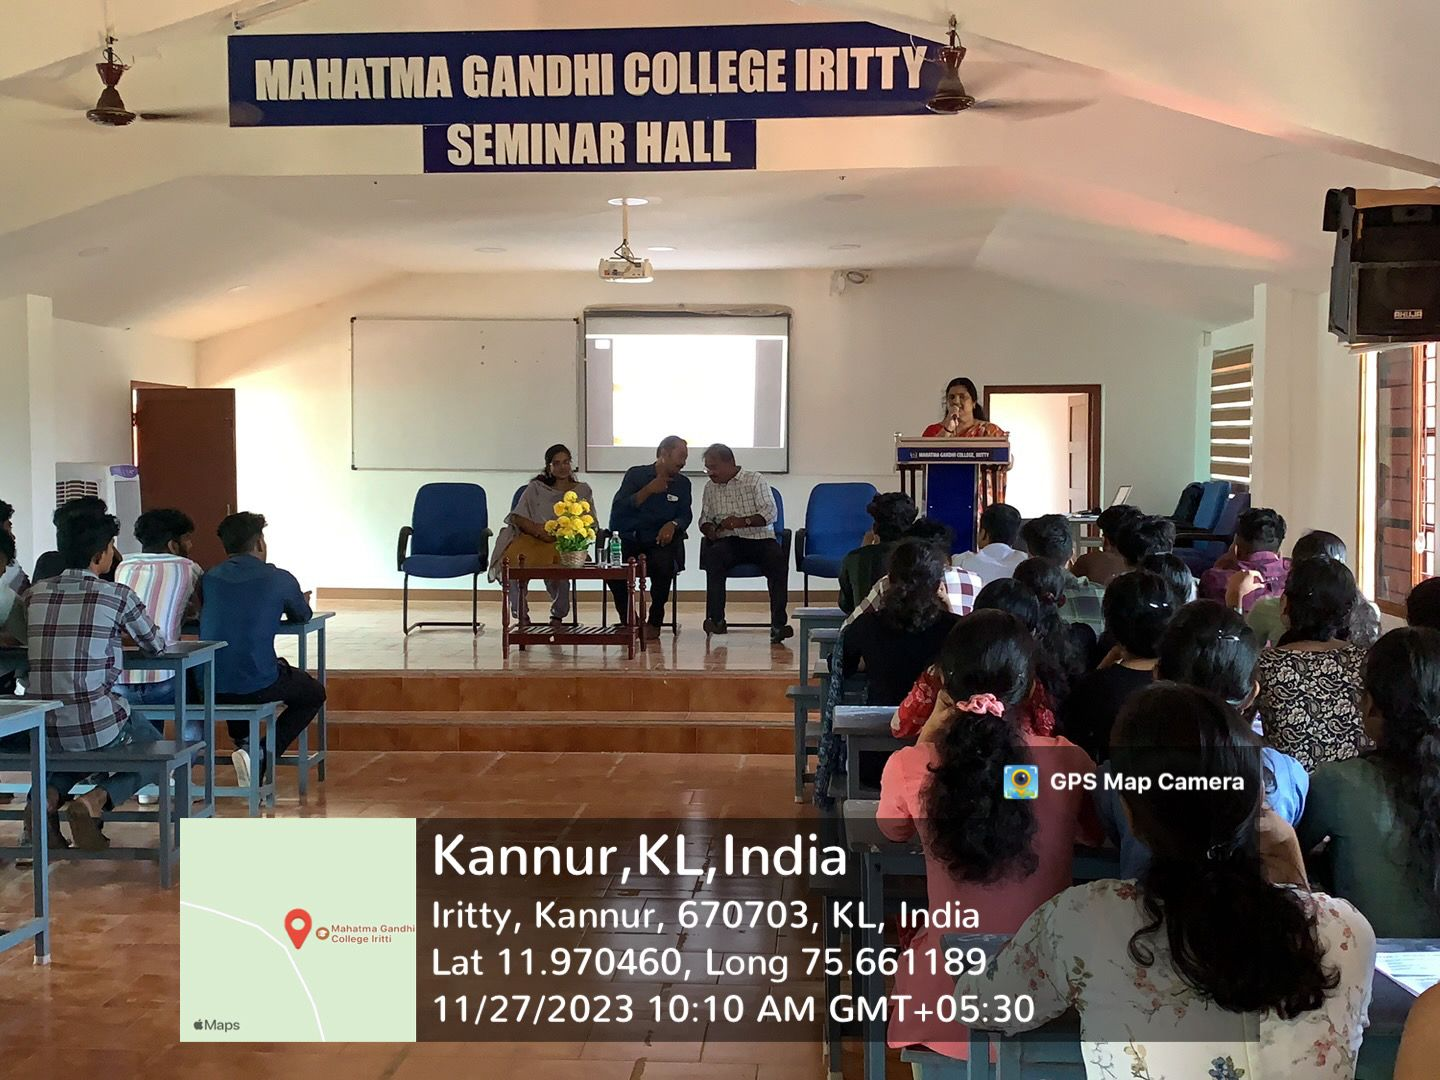 MAHATMA GANDHI COLLEGE IRITTY
SEMINAR HALL
AHUJA
MAHATMA GANDHI COLLEGE, IRITTY
GPS Map Camera
Kannur,KL,India
Iritty, Kannur, 670703, KL, India
Lat 11.970460, Long 75.661189
11/27/2023 10:10 AM GMT+05:30
Mahatma Gandhi
College Iritti
Maps